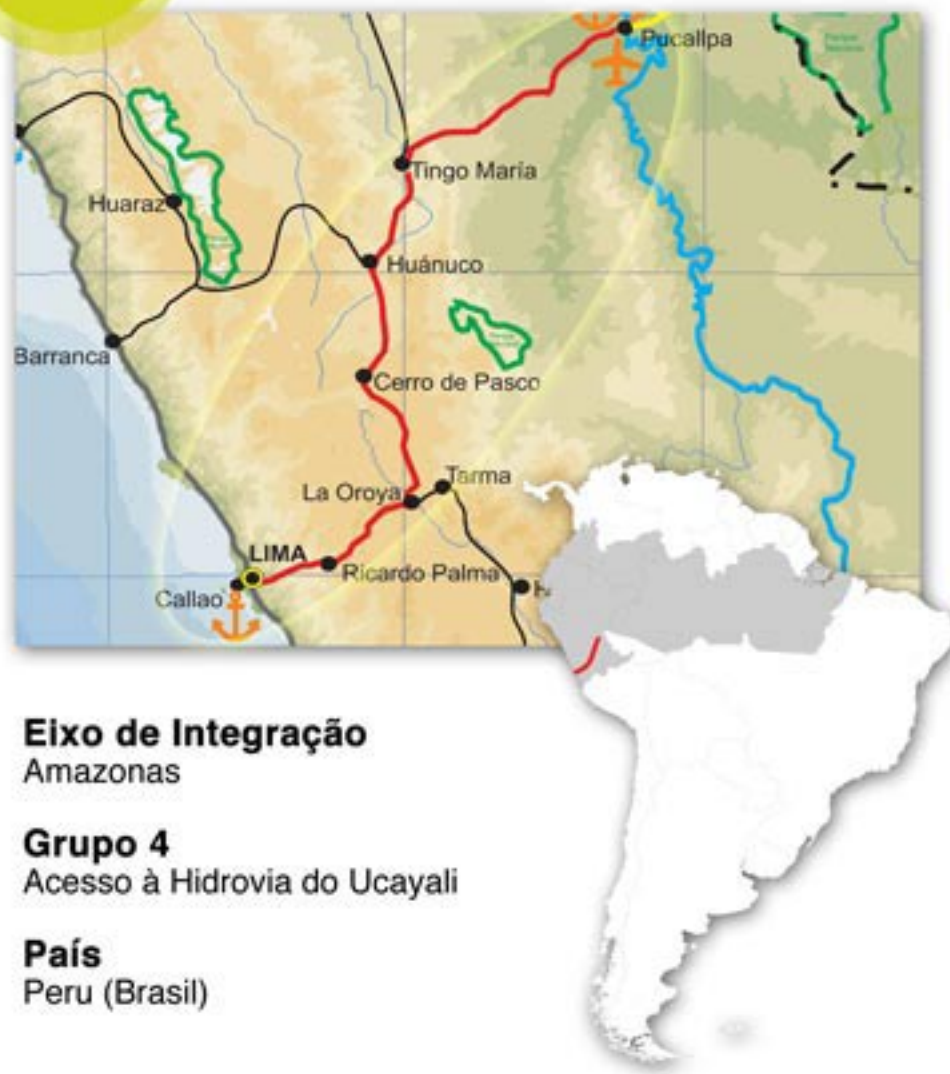 Pucallpa
Tingo María
Huaraz
Huánuco
Barranca
Cerro de Pasco
Tarma
La Oroya
LIMA
Ricardo Palma
Callao
Eixo de Integração
Amazonas
Grupo 4
Acesso à Hidrovia do Ucayali
País
Peru (Brasil)